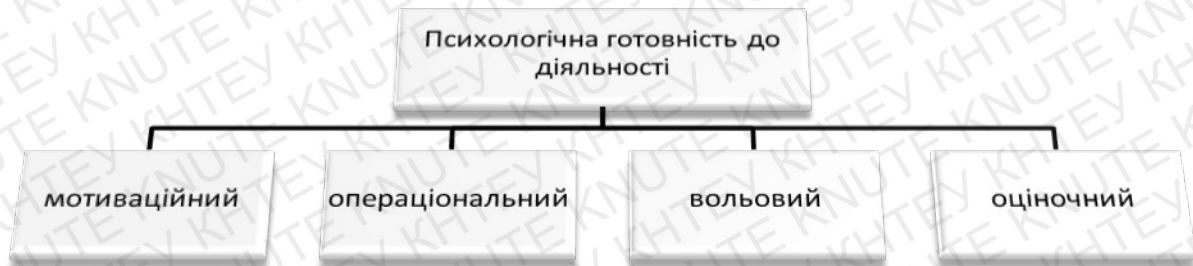 Психологічна готовність до
діяльності
мотиваційний
операціональний
вольовий
оціночний